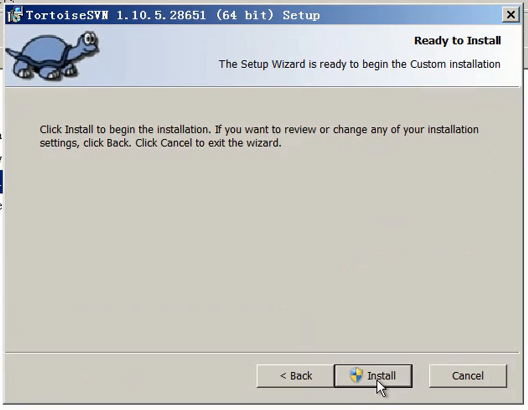 TortoiseSVN 1.10.5.28651 (64 bit) Setup
Ready to Install
The Setup Wizard is ready to begin the Custom installation
Click Install to begin the installation. If you want to review or change any of your installation
settings, click Back. Click Cancel to exit the wizard.
< Back
Install
Cancel